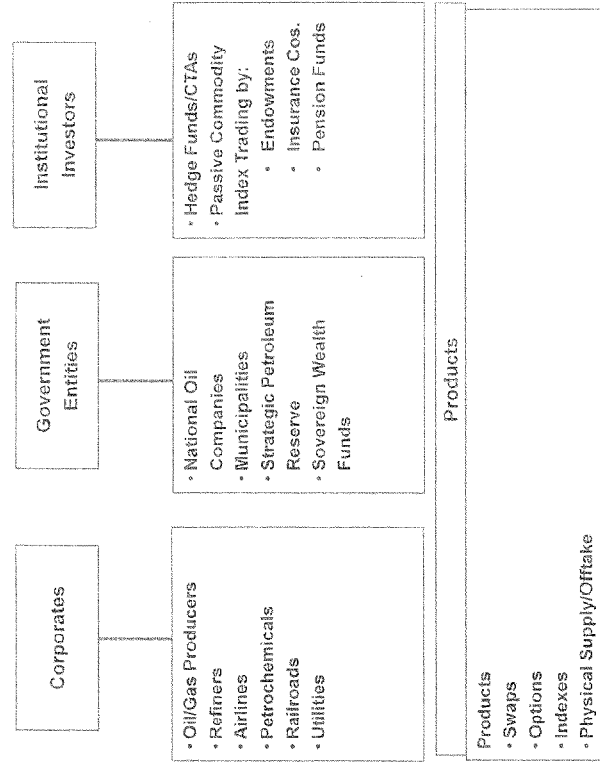 Corporates
Government
Entities
Institutional
Investors
• Oil/Gas Producers
• Refiners
• Airlines
• Petrochemicals
• Railroads
• Utilities
• National Oil
Companies
• Municipalities
• Strategic Petroleum
Reserve
• Sovereign Wealth
Funds
• Hedge Funds/CTAs
• Passive Commodity
Index Trading by:
• Endowments
• Insurance Cos.
• Pension Funds
Products
Products
• Swaps
• Options
• Indexes
• Physical Supply/Offtake